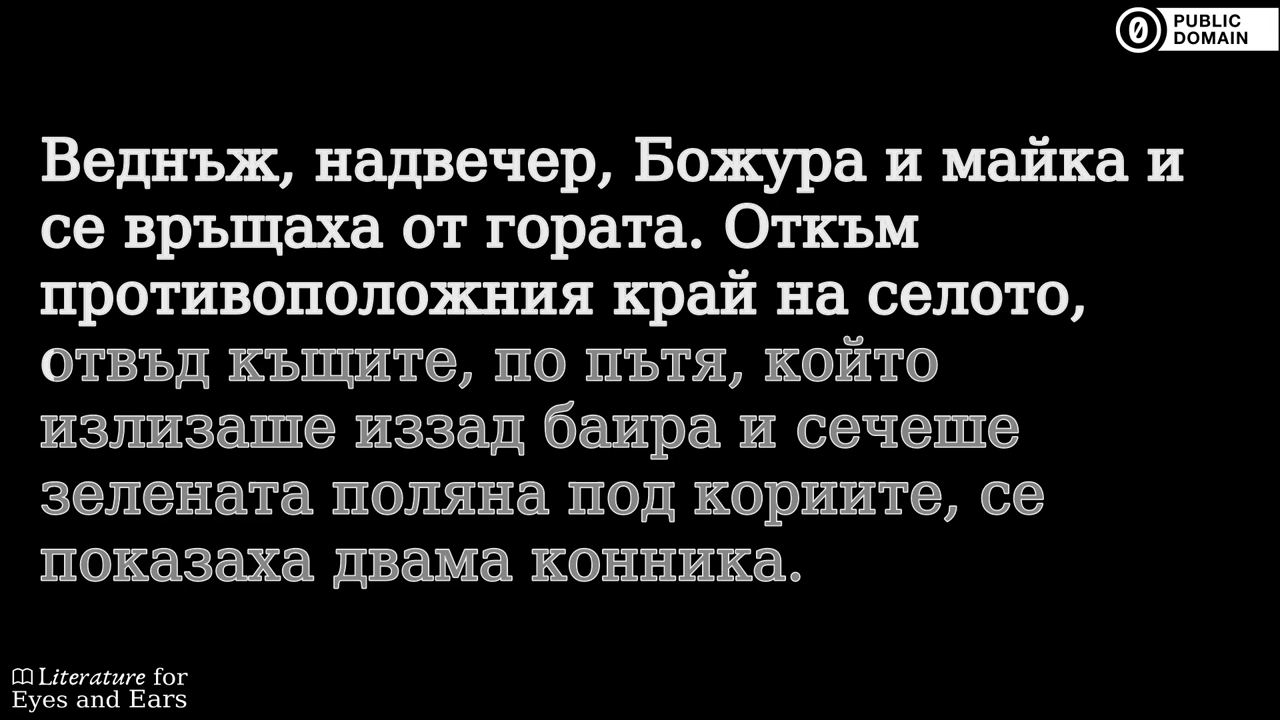 PUBLIC
DOMAIN
Веднъж, надвечер, Божура и майка и
се връщаха от гората. Откъм
противоположния край на селото,
отвъд къщите, по пътя, който
излизаше иззад баира и сечеше
зелената поляна под кориите, се
показаха двама конника.
Literature for
Eyes and Ears